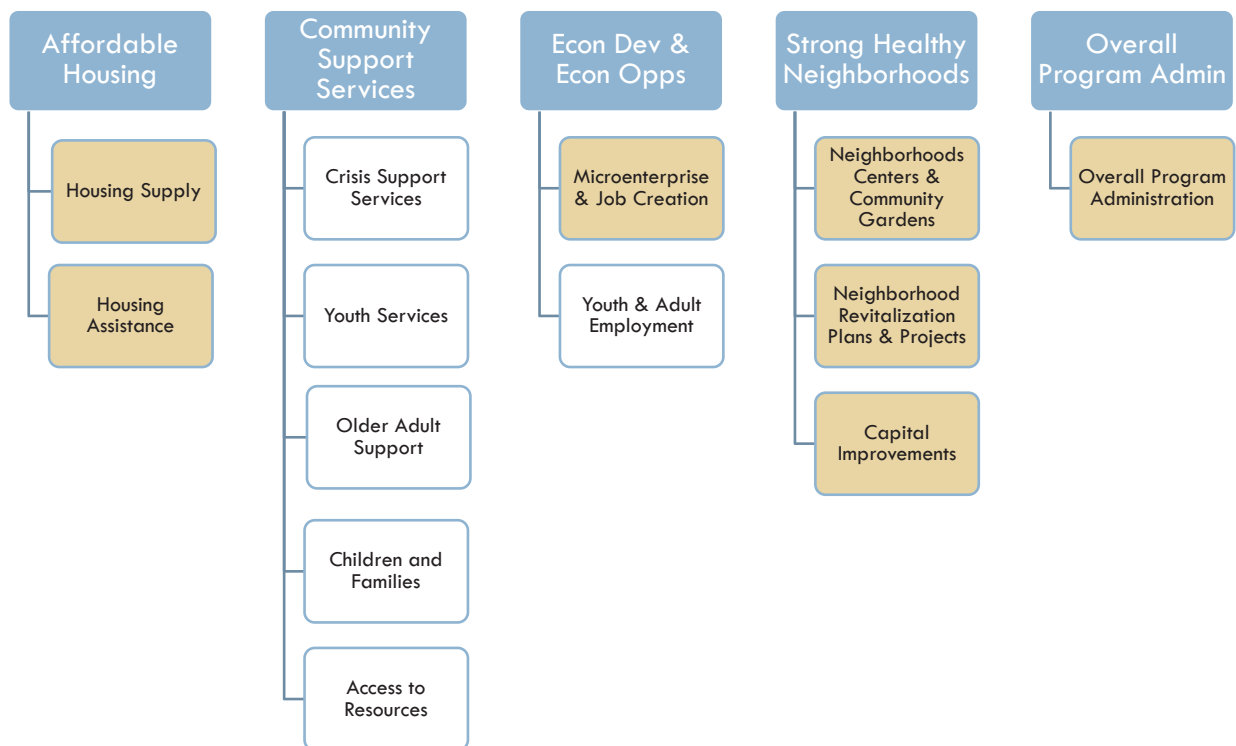 Affordable
Housing
Housing Supply
Housing
Assistance
Community
Support
Services
Crisis Support
Services
Youth Services
Older Adult
Support
Children and
Families
Access to
Resources
Econ Dev &
Econ Opps
Microenterprise
& Job Creation
Youth & Adult
Employment
Strong Healthy
Neighborhoods
Neighborhoods
Centers &
Community
Gardens
Neighborhood
Revitalization
Plans & Projects
Capital
Improvements
Overall
Program Admin
Overall Program
Administration